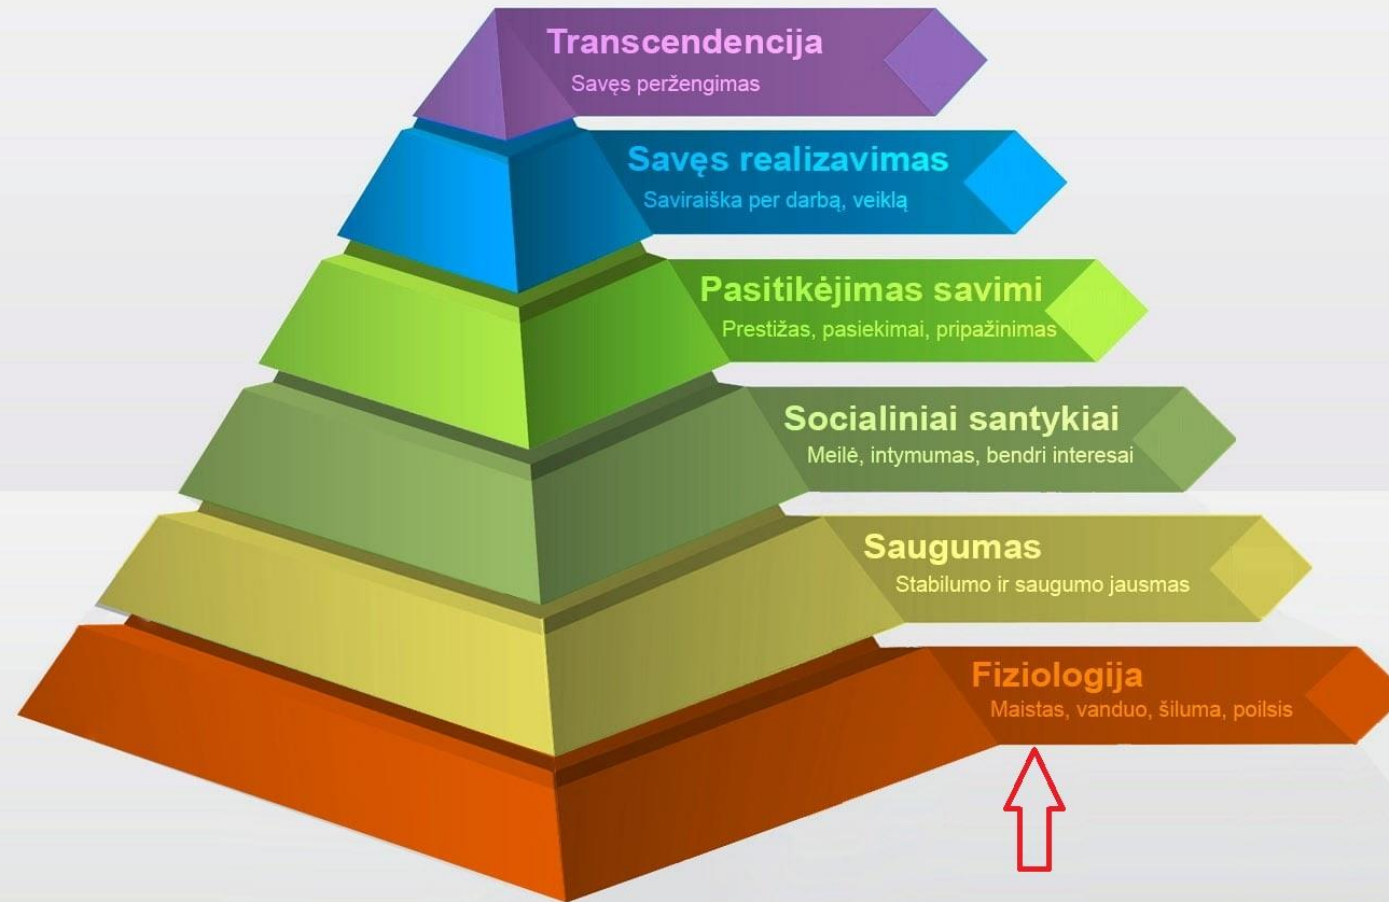 Transcendencija
Savęs peržengimas
Savęs realizavimas
Saviraiška per darbą, veiklą
Pasitikėjimas savimi
Prestižas, pasiekimai, pripažinimas
Socialiniai santykiai
Meilė, intymumas, bendri interesai
Saugumas
Stabilumo ir saugumo jausmas
Fiziologija
Maistas, vanduo, šiluma, poilsis